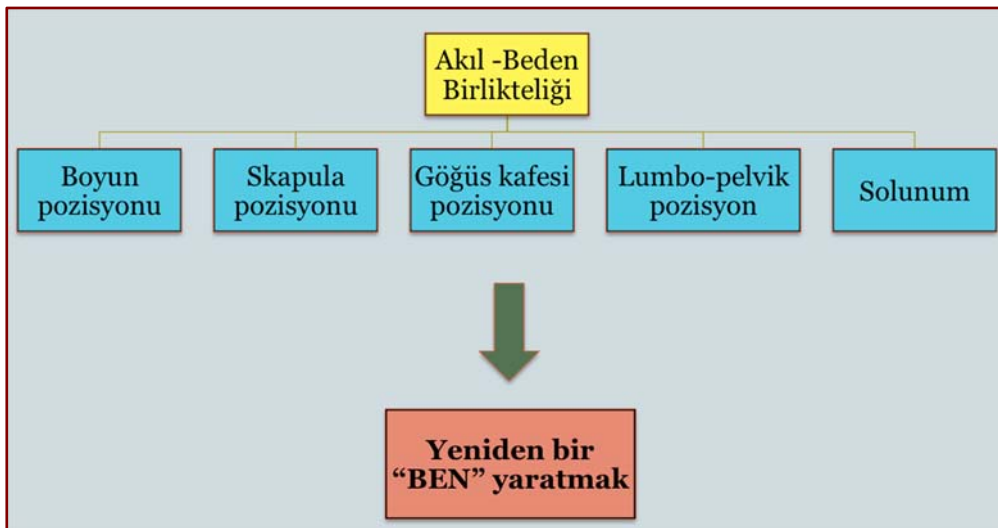 Akıl -Beden
Birlikteliği
Boyun
pozisyonu
Skapula
pozisyonu
Göğüs kafesi
pozisyonu
Lumbo-pelvik
pozisyon
Solunum
Yeniden bir
“BEN” yaratmak